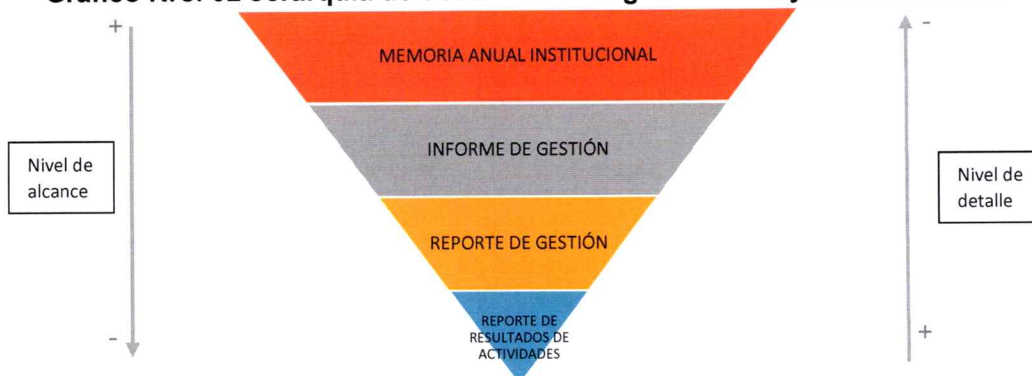 +
-
MEMORIA ANUAL INSTITUCIONAL
INFORME DE GESTIÓN
Nivel de
alcance
Nivel de
detalle
REPORTE DE GESTIÓN
REPORTE DE
RESULTADOS DE
ACTIVIDADES
-
+